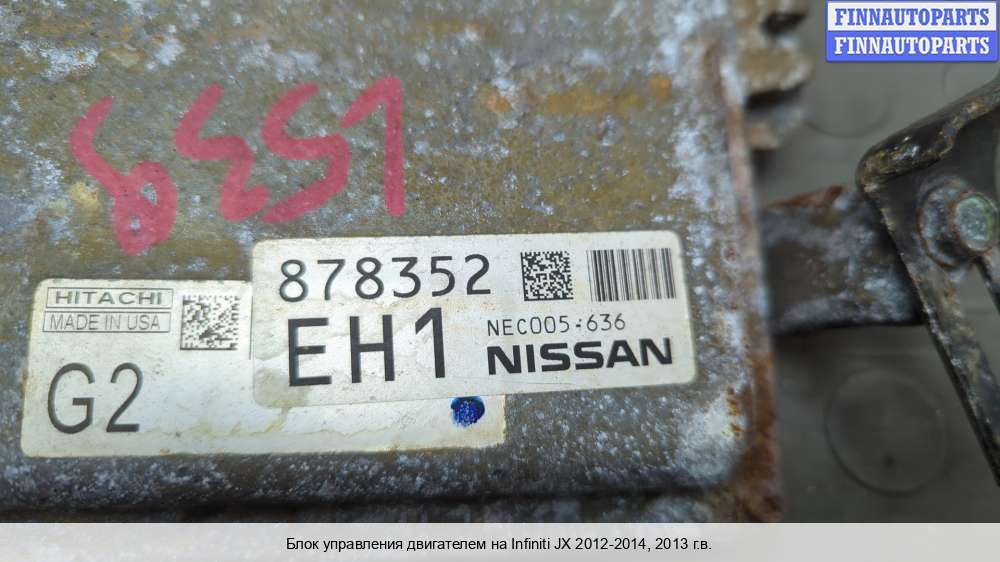 FINNAUTOPARTS
FINNAUTOPARTS
878352
EH1
NEC005-636
NISSAN
HITACHI
MADE IN USA
G2
Блок управления двигателем на Infiniti JX 2012-2014, 2013 г.в.